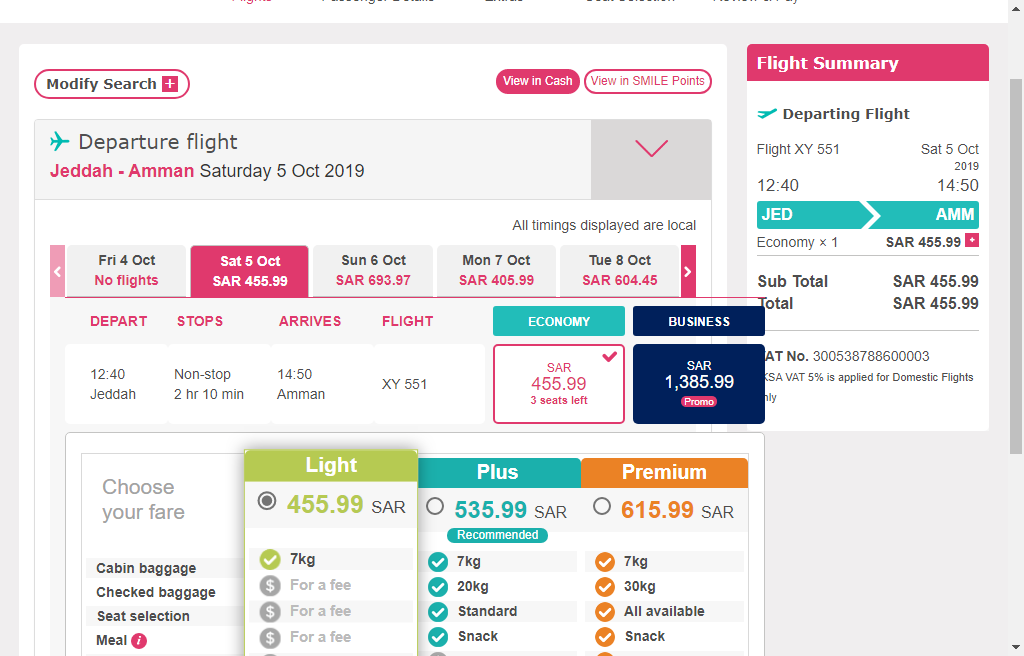 Flights Passenger Details Extras Seat Selection Review & Pay
Modify Search +
View in Cash
View in SMILE Points
Departure flight
Jeddah - Amman Saturday 5 Oct 2019
All timings displayed are local
Fri 4 Oct
No flights
Sat 5 Oct
SAR 455.99
Sun 6 Oct
SAR 693.97
Mon 7 Oct
SAR 405.99
Tue 8 Oct
SAR 604.45
DEPART STOPS ARRIVES FLIGHT ECONOMY BUSINESS
12:40
Jeddah
Non-stop
2 hr 10 min
14:50
Amman
XY 551
SAR
455.99
3 seats left
SAR
1,385.99
Promo
Choose
your fare
Light
455.99 SAR
Plus
535.99 SAR
Recommended
Premium
615.99 SAR
Cabin baggage
Checked baggage
Seat selection
Meal i
7kg
$ For a fee
$ For a fee
$ For a fee
7kg
20kg
Standard
Snack
7kg
30kg
All available
Snack
Flight Summary
Departing Flight
Flight XY 551 Sat 5 Oct
2019
12:40 14:50
JED AMM
Economy × 1 SAR 455.99 +
Sub Total SAR 455.99
Total SAR 455.99
AT No. 300538788600003
KSA VAT 5% is applied for Domestic Flights
nly